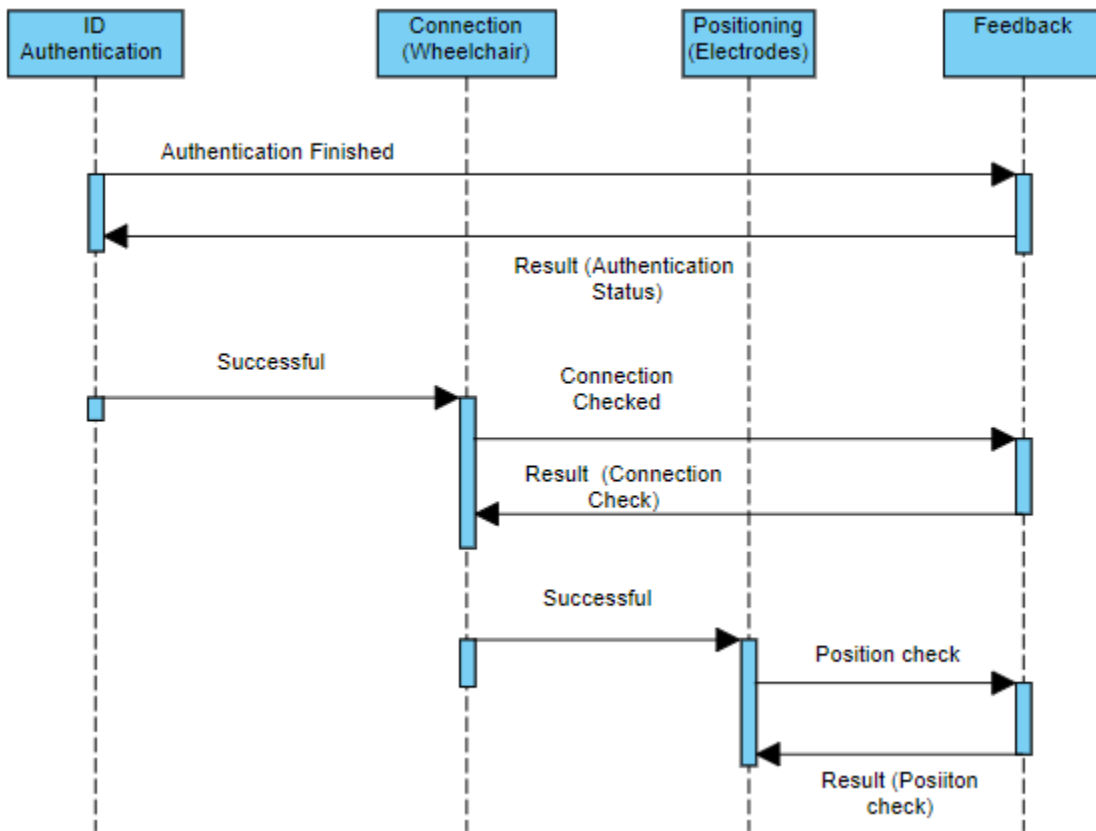 ID
Authentication
Connection
(Wheelchair)
Positioning
(Electrodes)
Feedback
Authentication Finished
Result (Authentication
Status)
Successful
Connection
Checked
Result (Connection
Check)
Successful
Position check
Result (Posiiton
check)